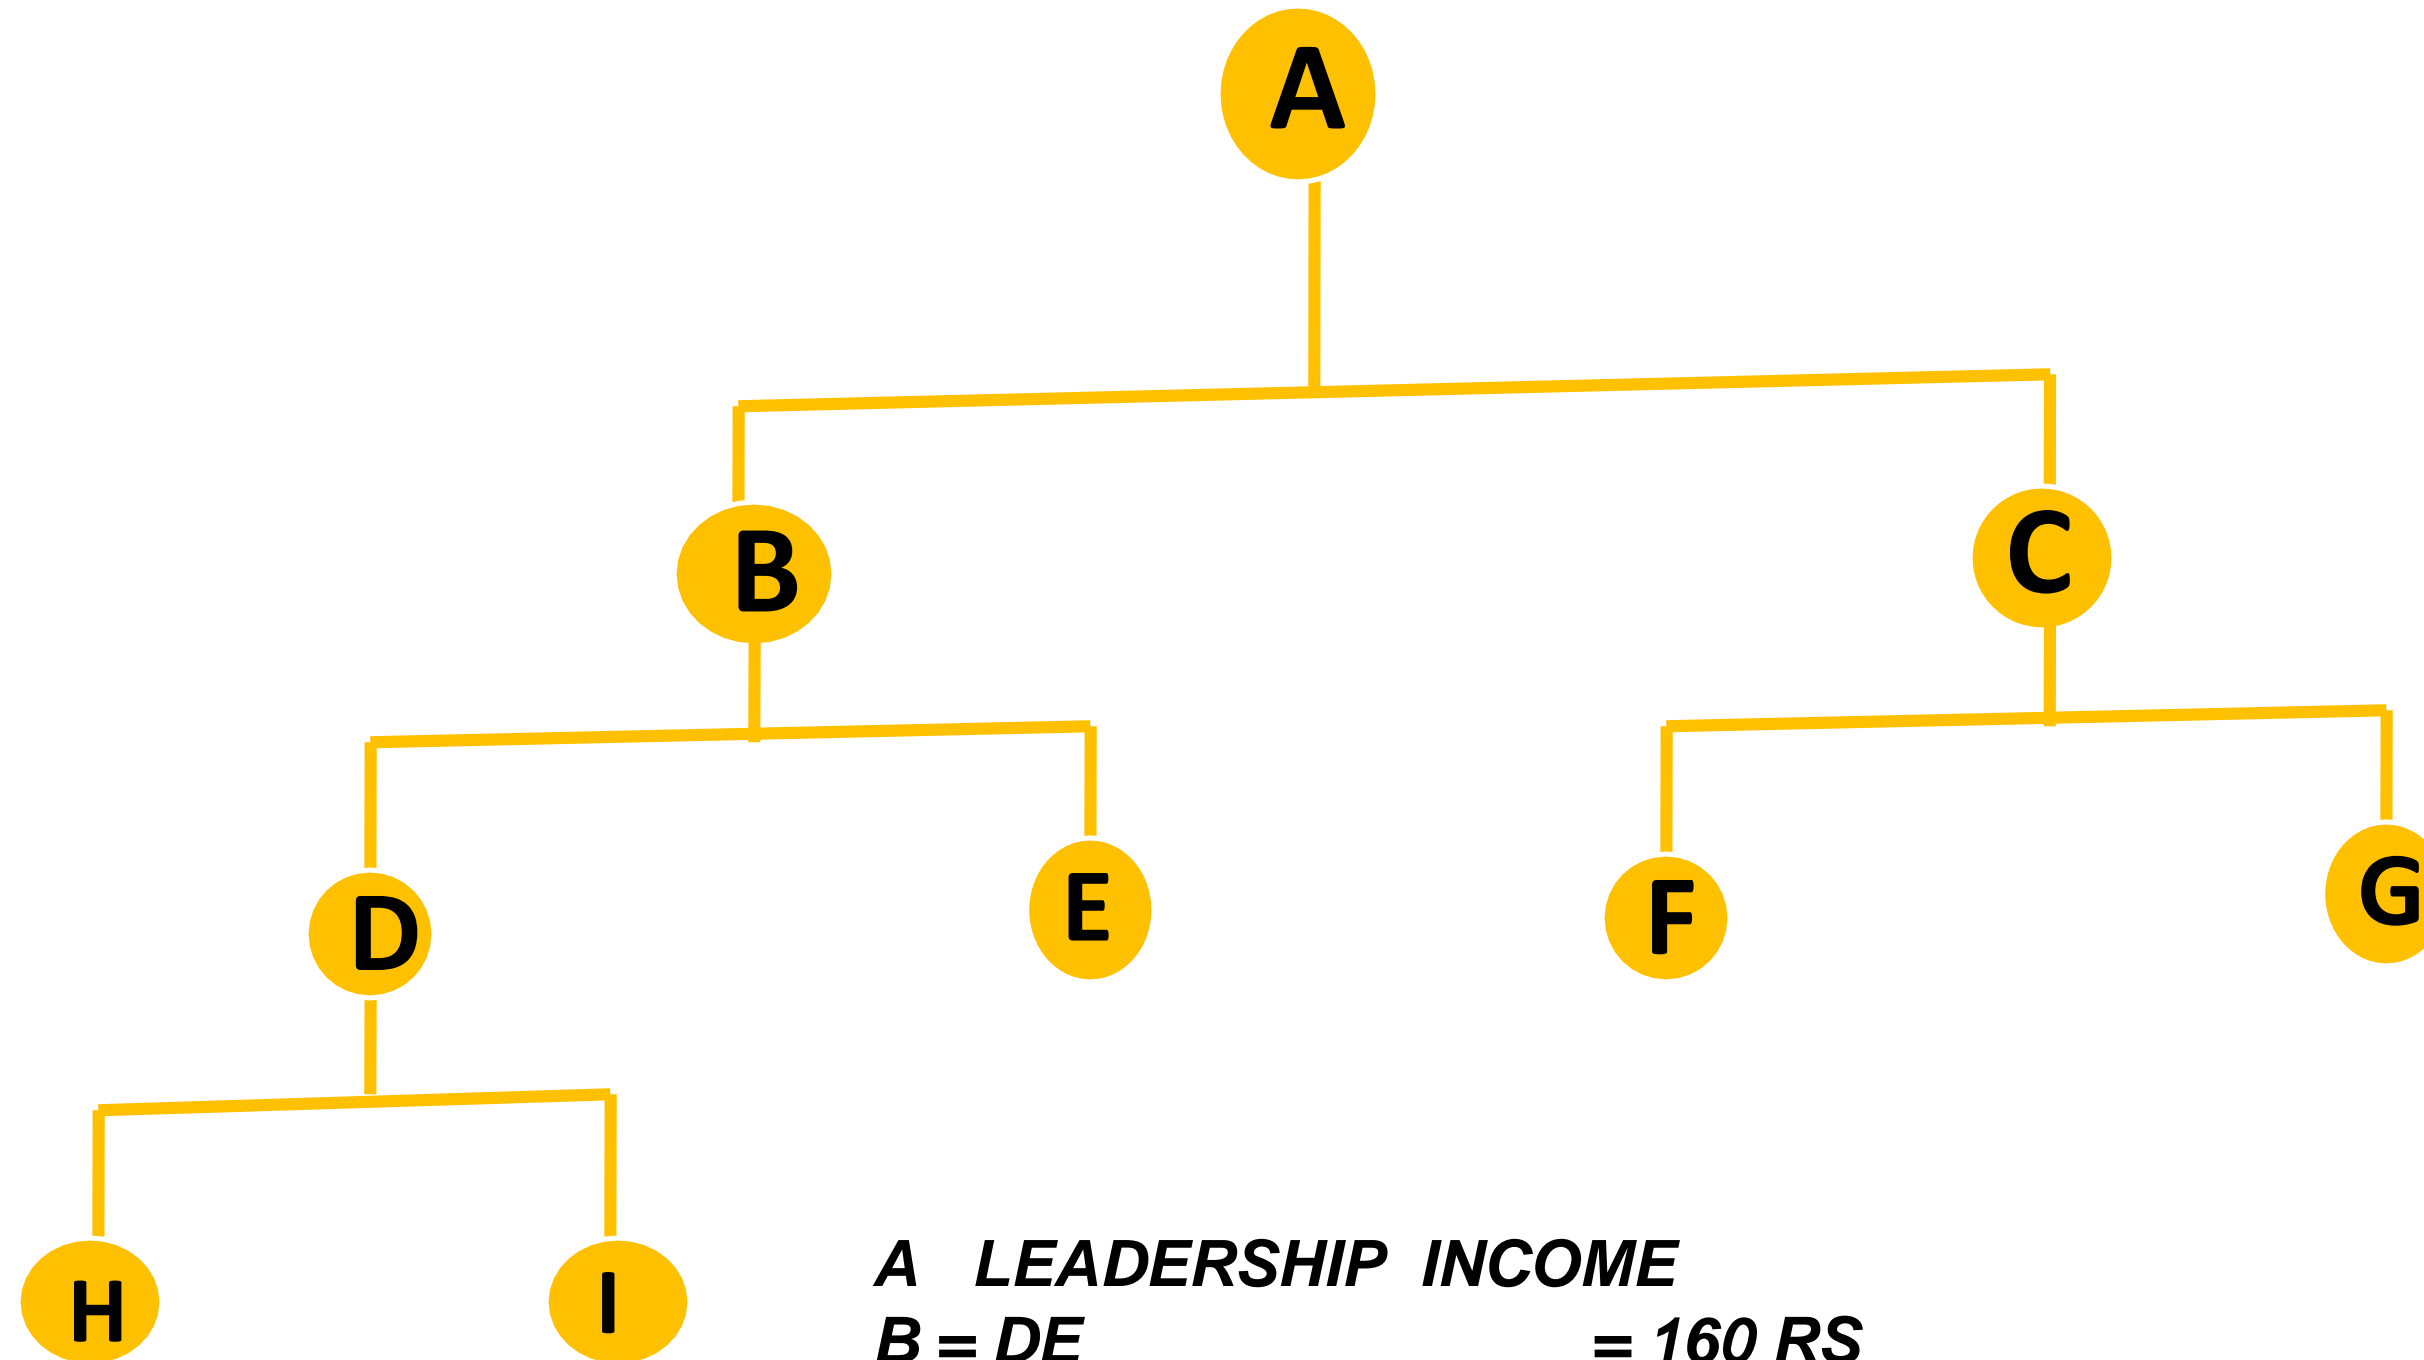 A
B
C
D
E
F
G
H
I
A LEADERSHIP INCOME
B = DE = 160 RS